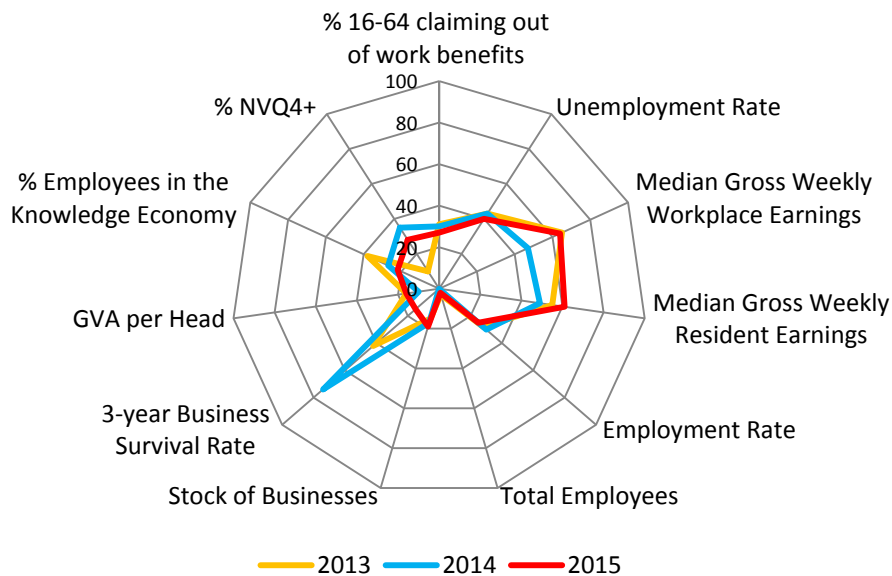 % 16-64 claiming out
of work benefits
Unemployment Rate
Median Gross Weekly
Workplace Earnings
Median Gross Weekly
Resident Earnings
Employment Rate
Total Employees
Stock of Businesses
3-year Business
Survival Rate
GVA per Head
% Employees in the
Knowledge Economy
% NVQ4+
100
80
60
40
20
0
2013
2014
2015